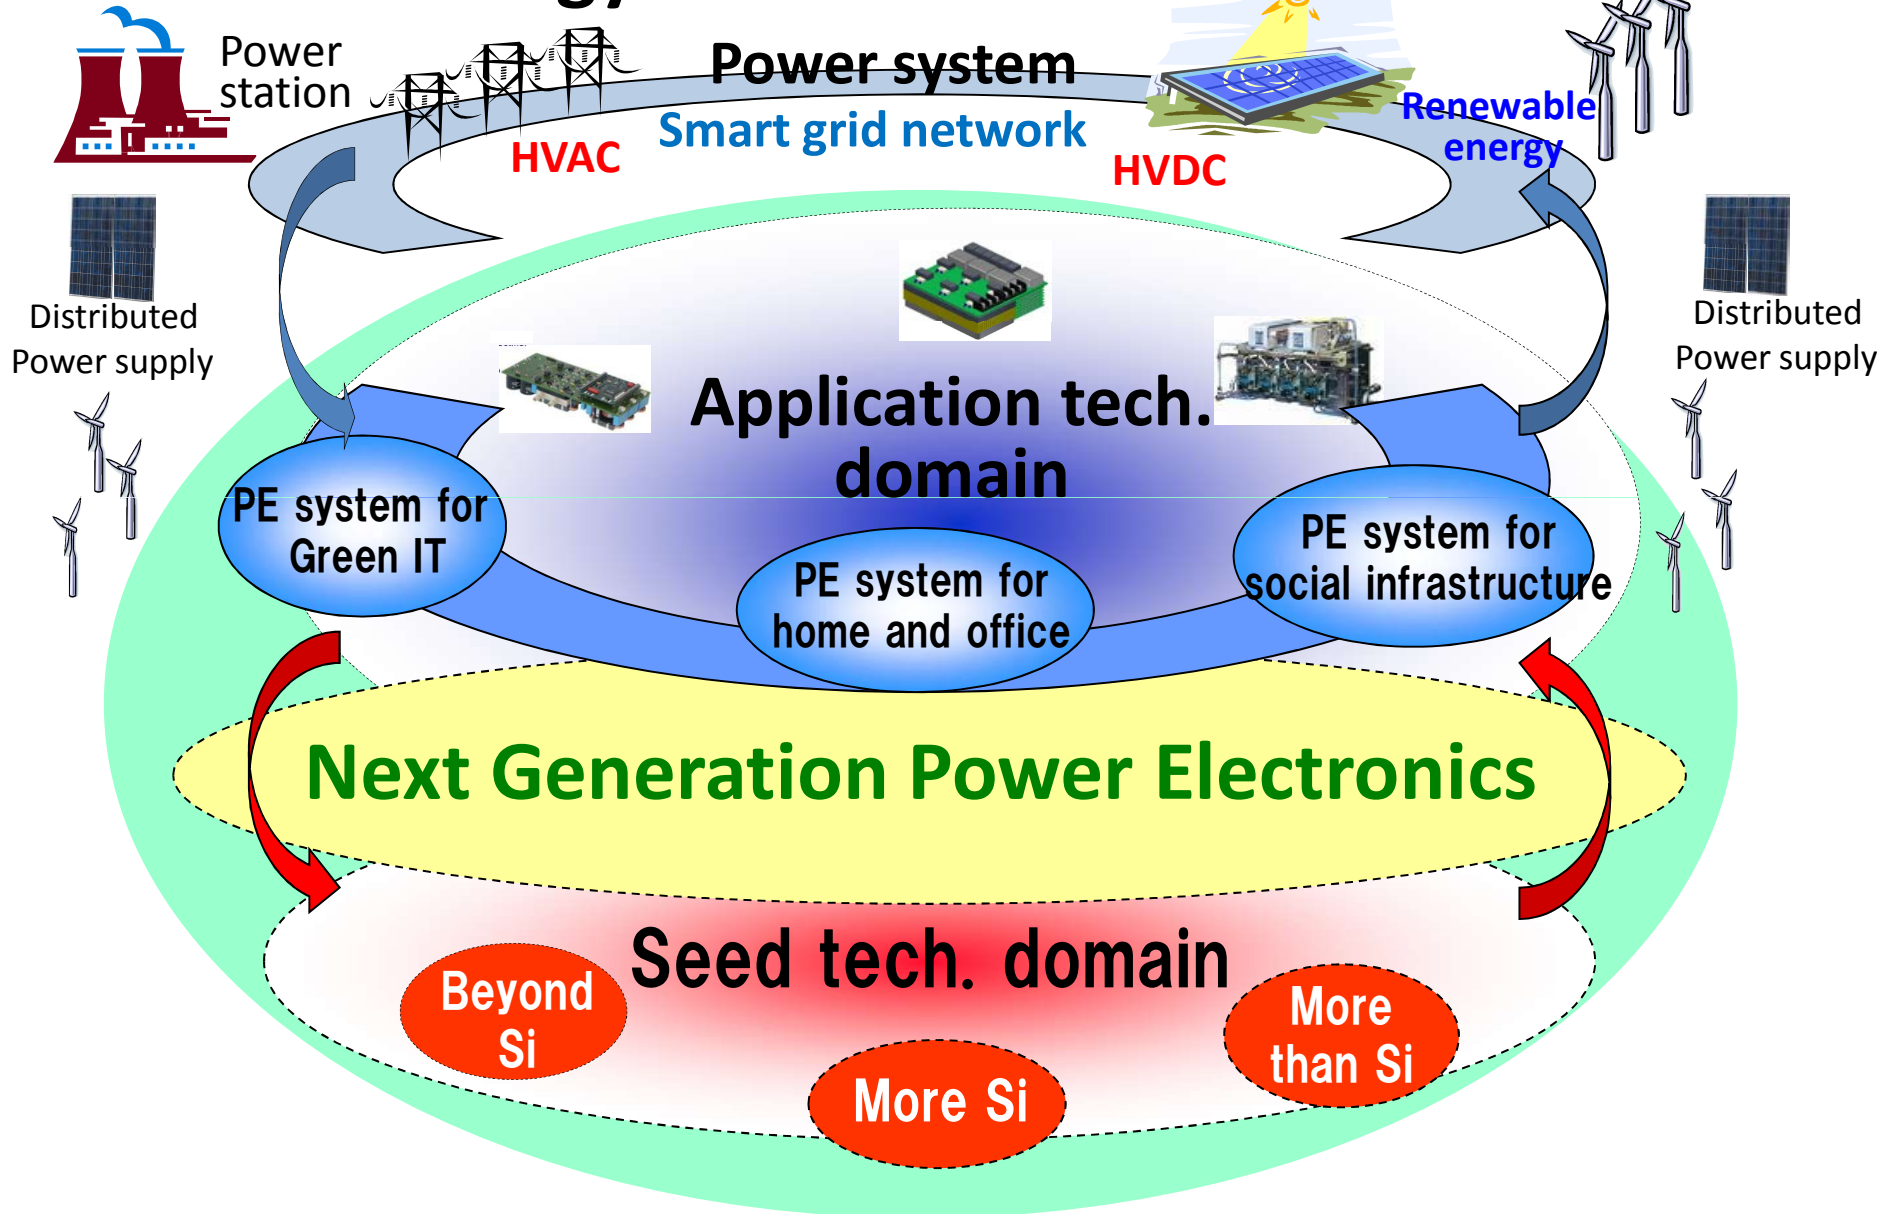 Power
station
Power system
Smart grid network
HVAC
HVDC
Renewable
energy
Distributed
Power supply
Distributed
Power supply
Application tech.
domain
PE system for
Green IT
PE system for
home and office
PE system for
social infrastructure
Next Generation Power Electronics
Seed tech. domain
Beyond
Si
More Si
More
than Si